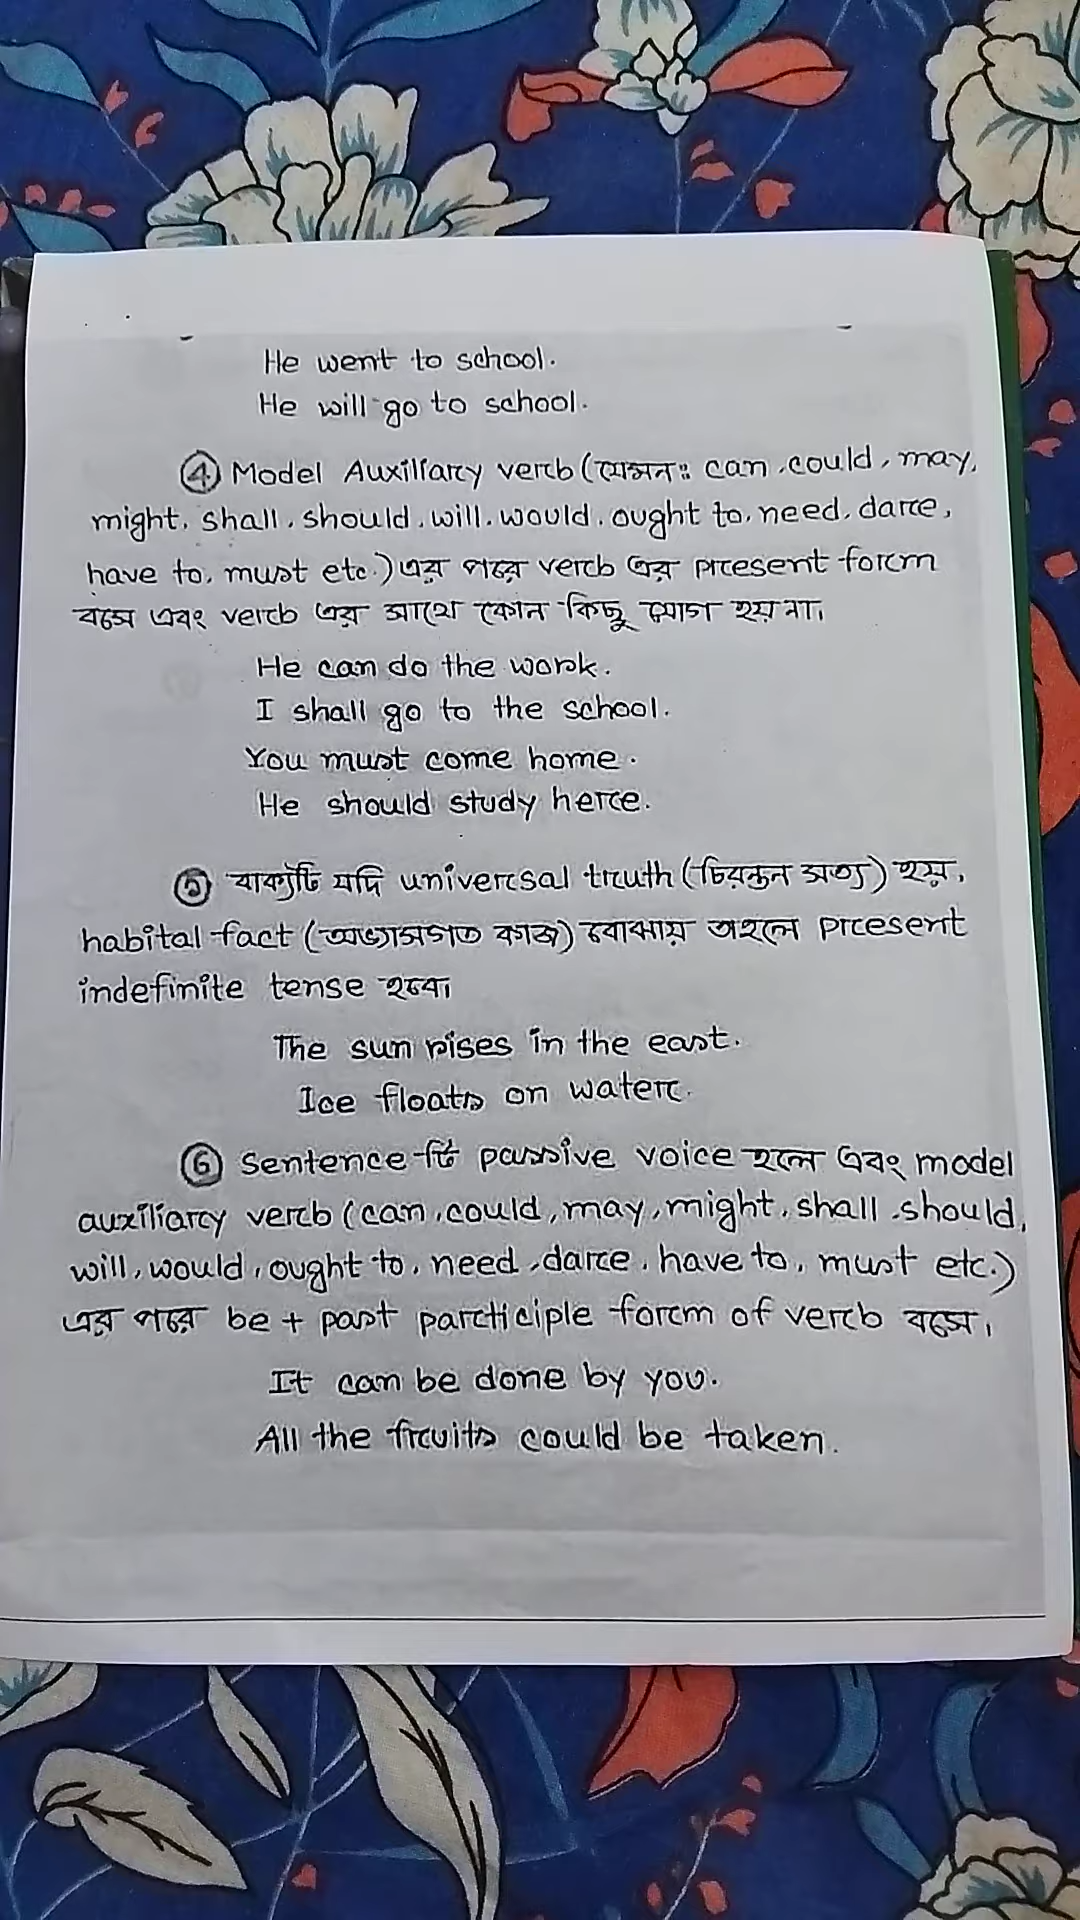 He went to school.
He will go to school.
④ Model Auxiliary verb (যেমনঃ can, could, may,
might, shall, should, will, would, ought to, need, dare,
have to, must etc.) এর পরে verb এর present form
বসে এবং verb এর সাথে কোন কিছু যোগ হয় না।
He can do the work.
I shall go to the school.
You must come home.
He should study here.
⑤ বাক্যটি যদি universal truth (চিরন্তন সত্য) হয়,
habital fact (অভ্যাসগত কাজ) বোঝায় তাহলে present
indefinite tense হবে।
The sun rises in the east.
Ice floats on water.
⑥ Sentence টি passive voice হলে এবং model
auxiliary verb (can, could, may, might, shall, should,
will, would, ought to, need, dare, have to, must etc.)
এর পরে be + past participle form of verb বসে।
It can be done by you.
All the fruits could be taken.